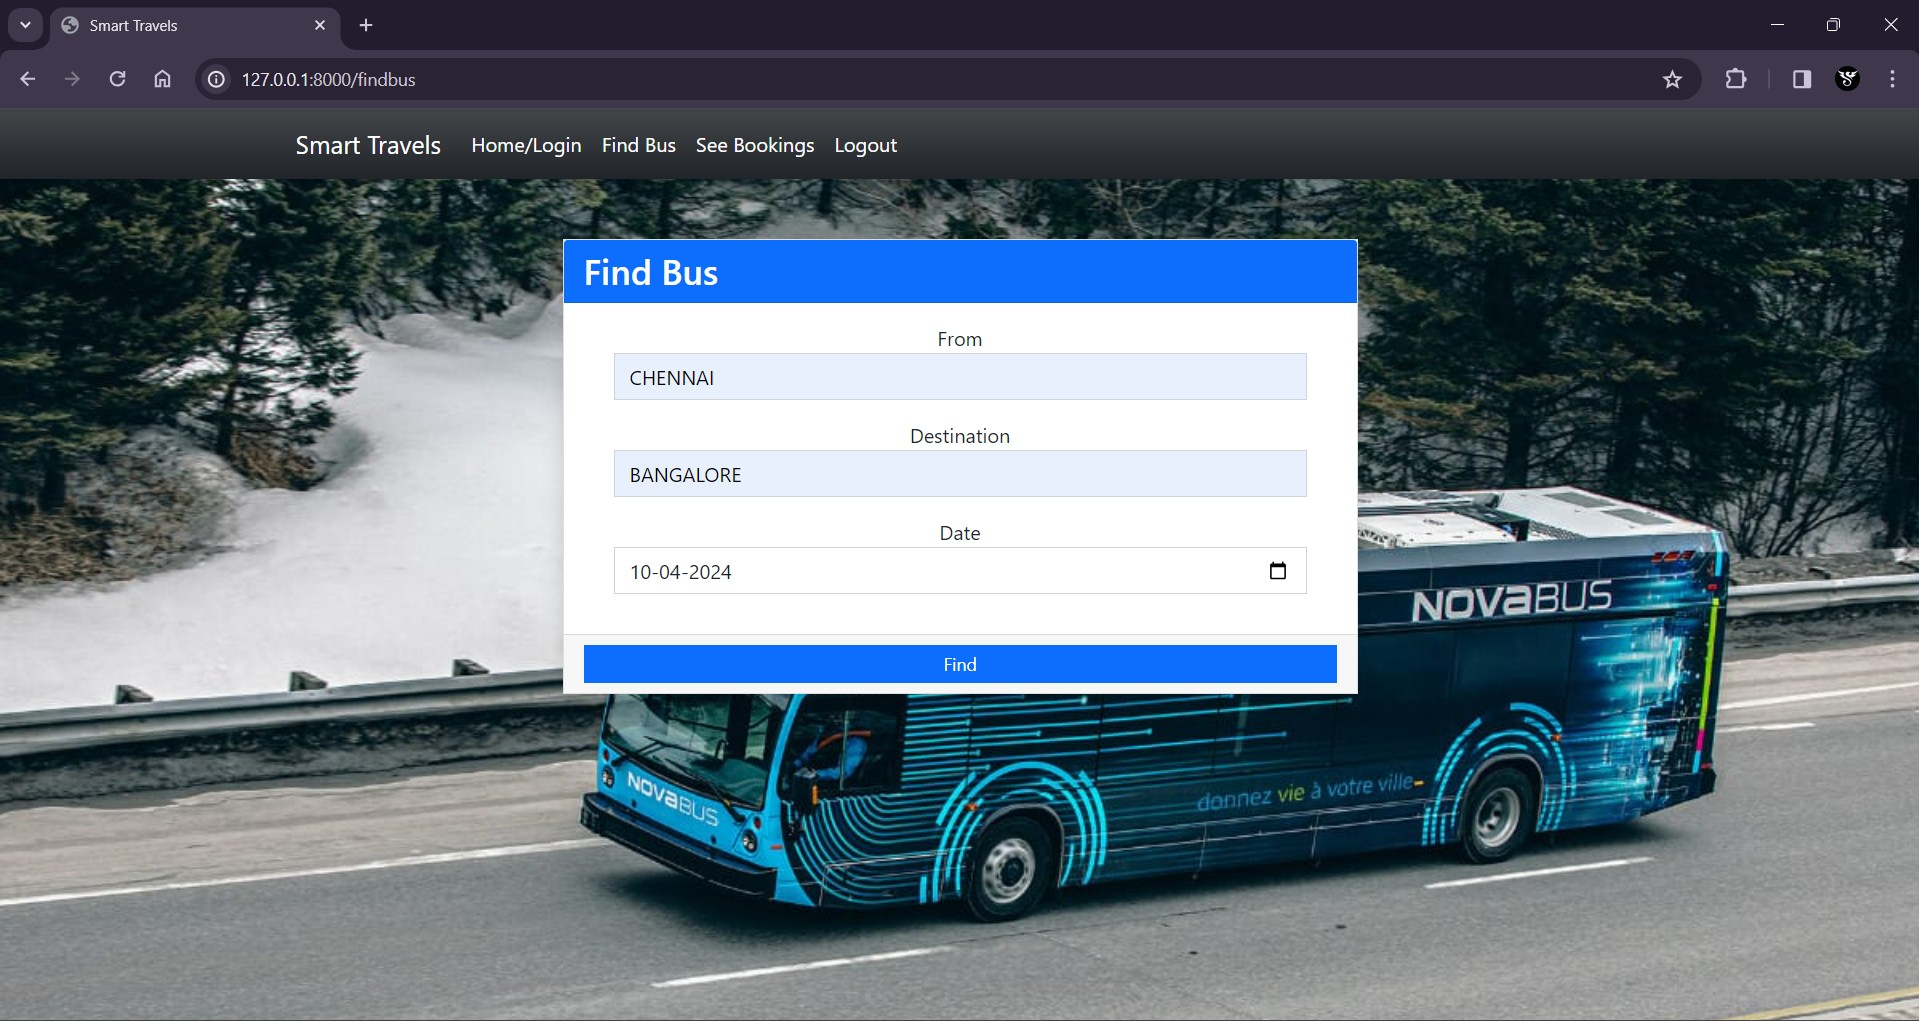 Smart Travels
127.0.0.1:8000/findbus
Smart Travels Home/Login Find Bus See Bookings Logout
Find Bus
From
CHENNAI
Destination
BANGALORE
Date
10-04-2024
Find
NOVABUS
NOVABUS
donnez vie à votre ville